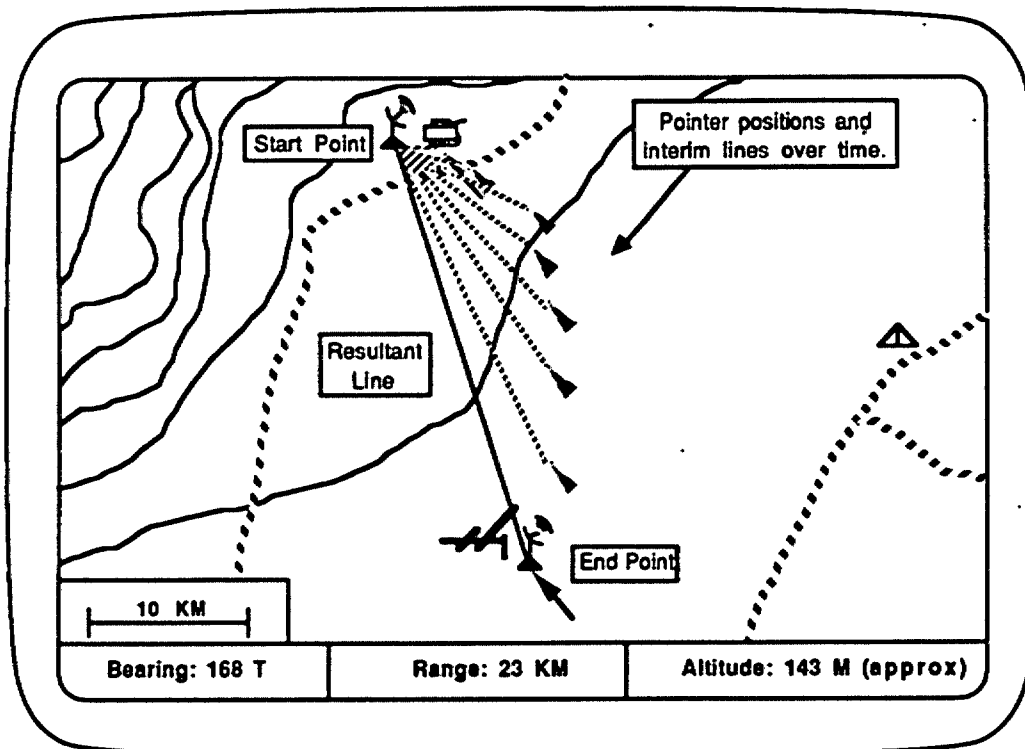 Start Point
Pointer positions and
interim lines over time.
Resultant
Line
End Point
10 KM
Bearing: 168 T
Range: 23 KM
Altitude: 143 M (approx)